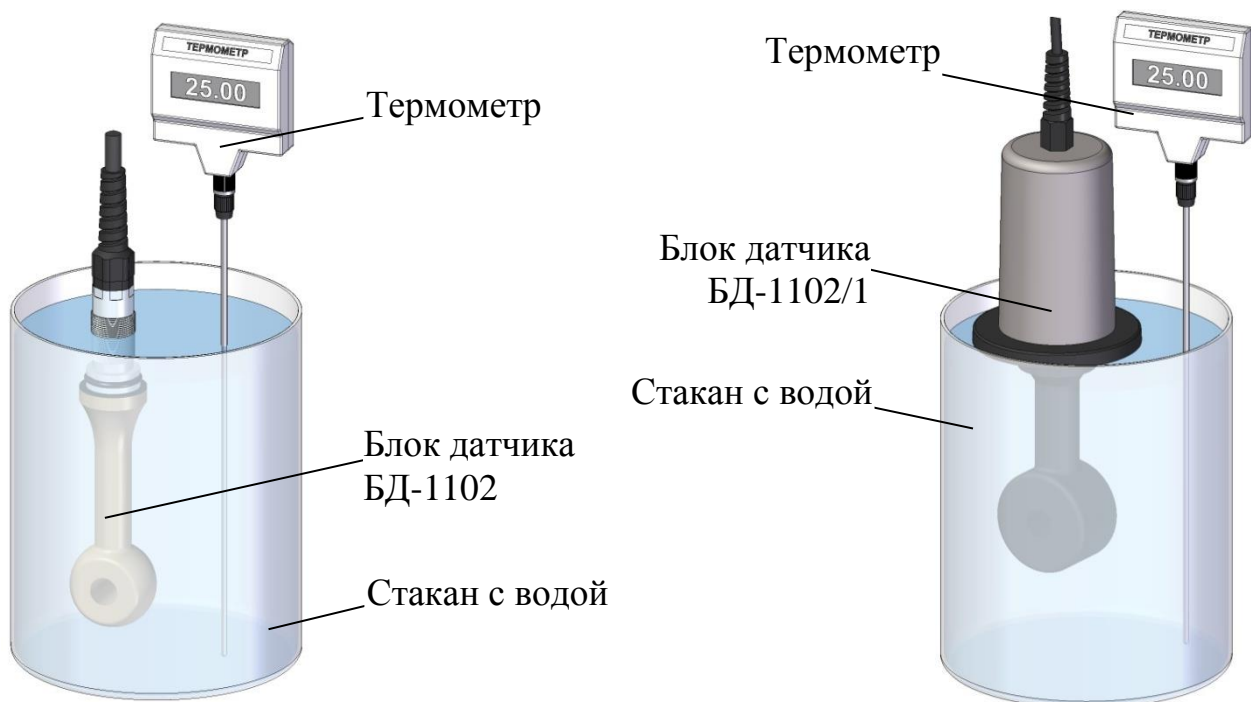 ТЕРМОМЕТР
25.00
Термометр
Блок датчика
БД-1102
Стакан с водой
Термометр
ТЕРМОМЕТР
25.00
Блок датчика
БД-1102/1
Стакан с водой